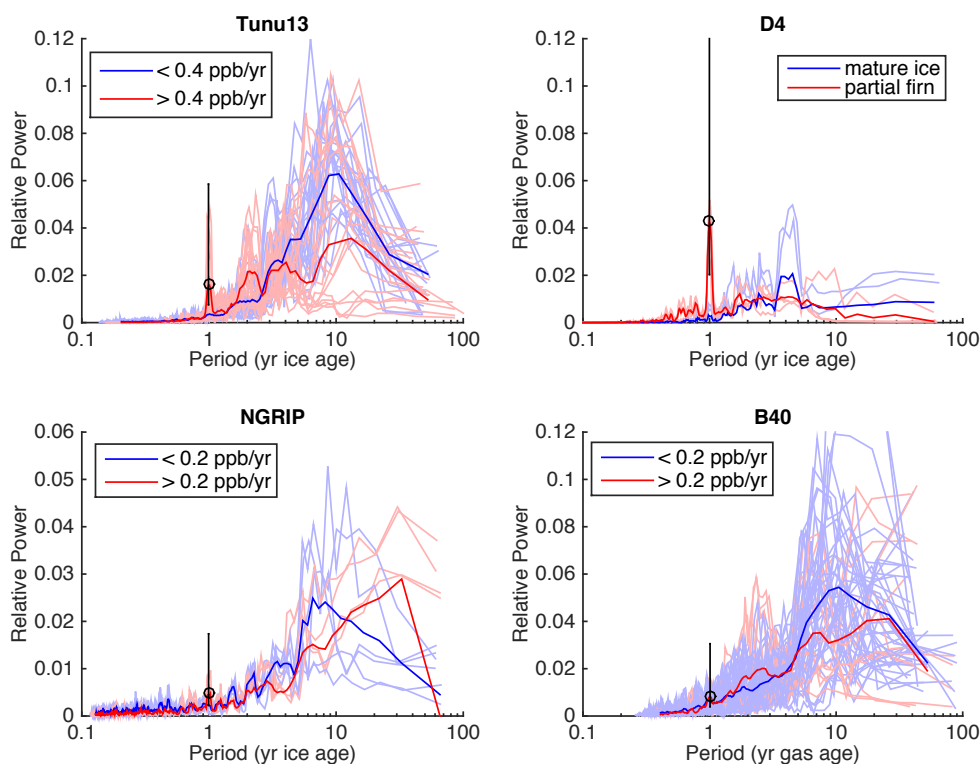 Tunu13
0.12
0.1
0.08
0.06
0.04
0.02
0
Relative Power
< 0.4 ppb/yr
> 0.4 ppb/yr
0.1
1
10
100
Period (yr ice age)
D4
0.12
0.1
0.08
0.06
0.04
0.02
0
Relative Power
mature ice
partial firn
0.1
1
10
100
Period (yr ice age)
NGRIP
0.06
0.05
0.04
0.03
0.02
0.01
0
Relative Power
< 0.2 ppb/yr
> 0.2 ppb/yr
0.1
1
10
100
Period (yr ice age)
B40
0.12
0.1
0.08
0.06
0.04
0.02
0
Relative Power
< 0.2 ppb/yr
> 0.2 ppb/yr
0.1
1
10
100
Period (yr gas age)